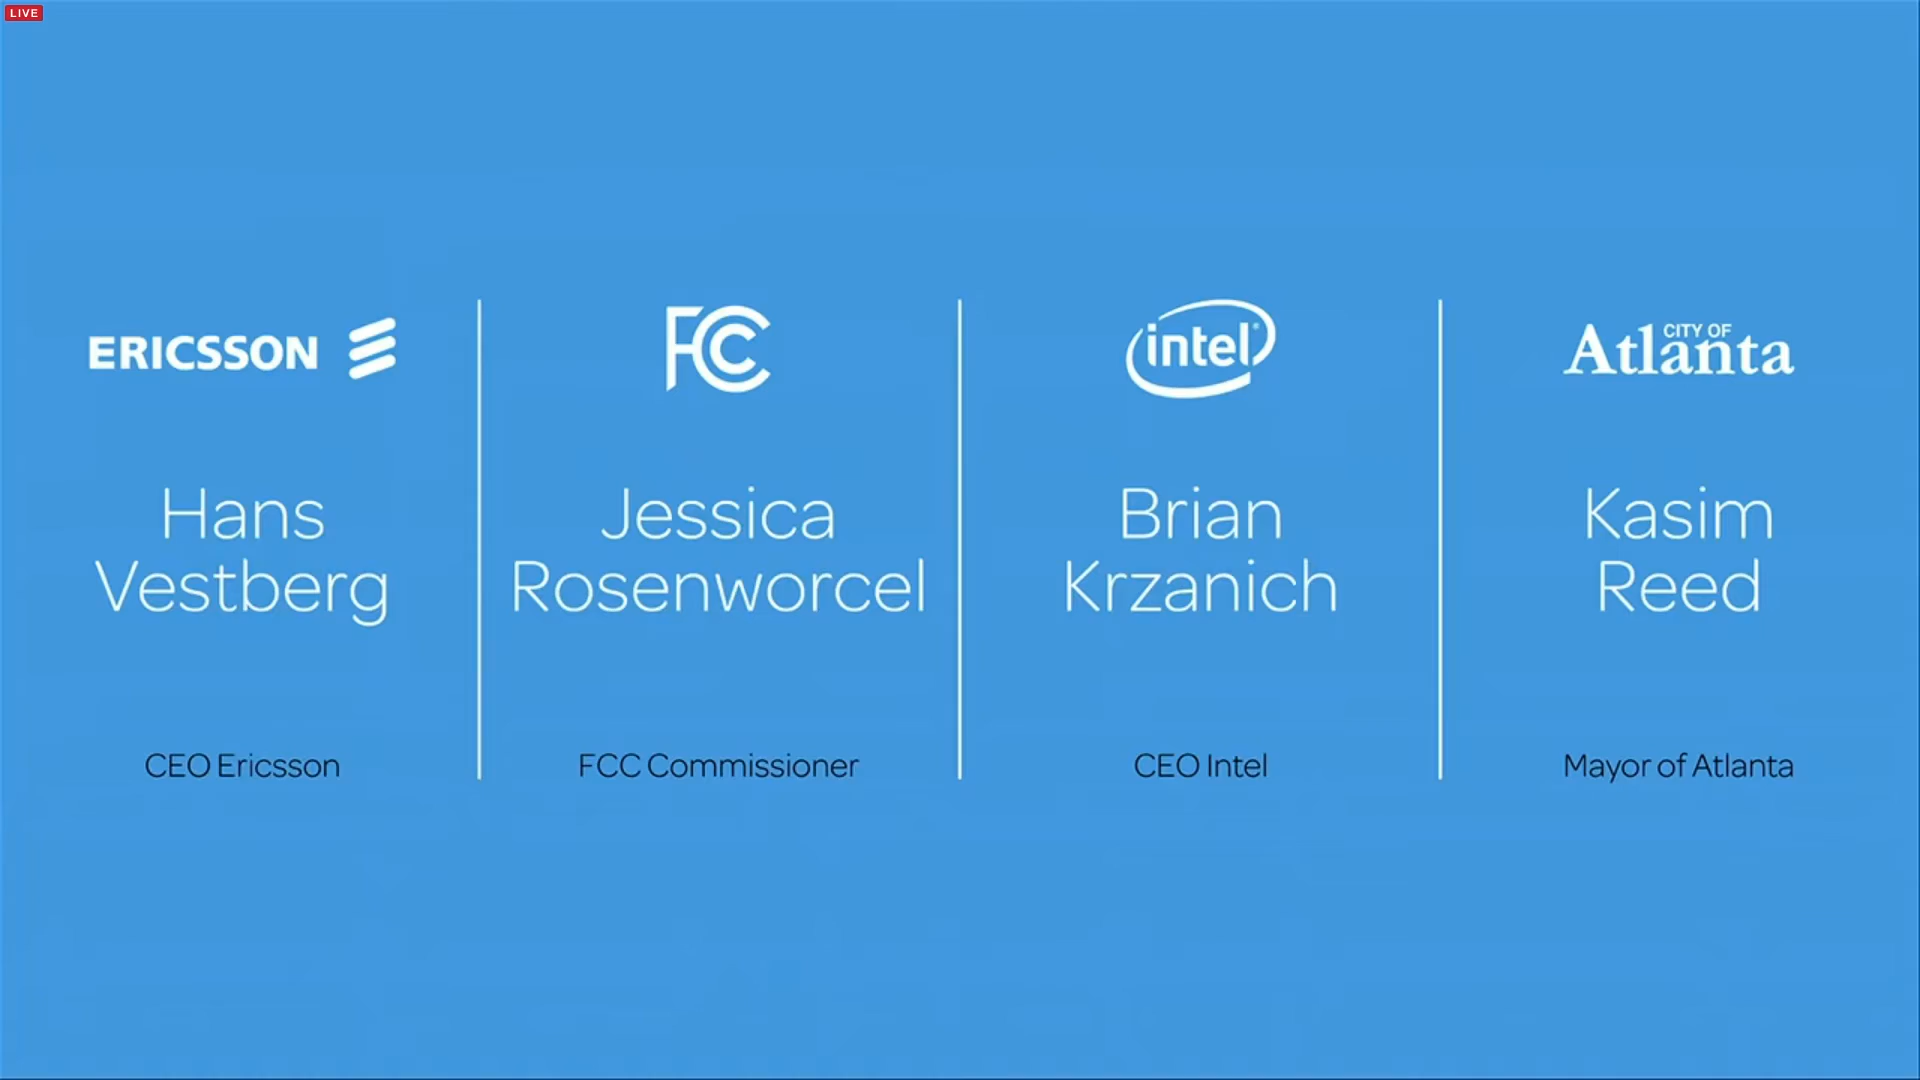 LIVE
ERICSSON
Hans
Vestberg
CEO Ericsson
FCC
Jessica
Rosenworcel
FCC Commissioner
intel®
Brian
Krzanich
CEO Intel
CITY OF
Atlanta
Kasim
Reed
Mayor of Atlanta